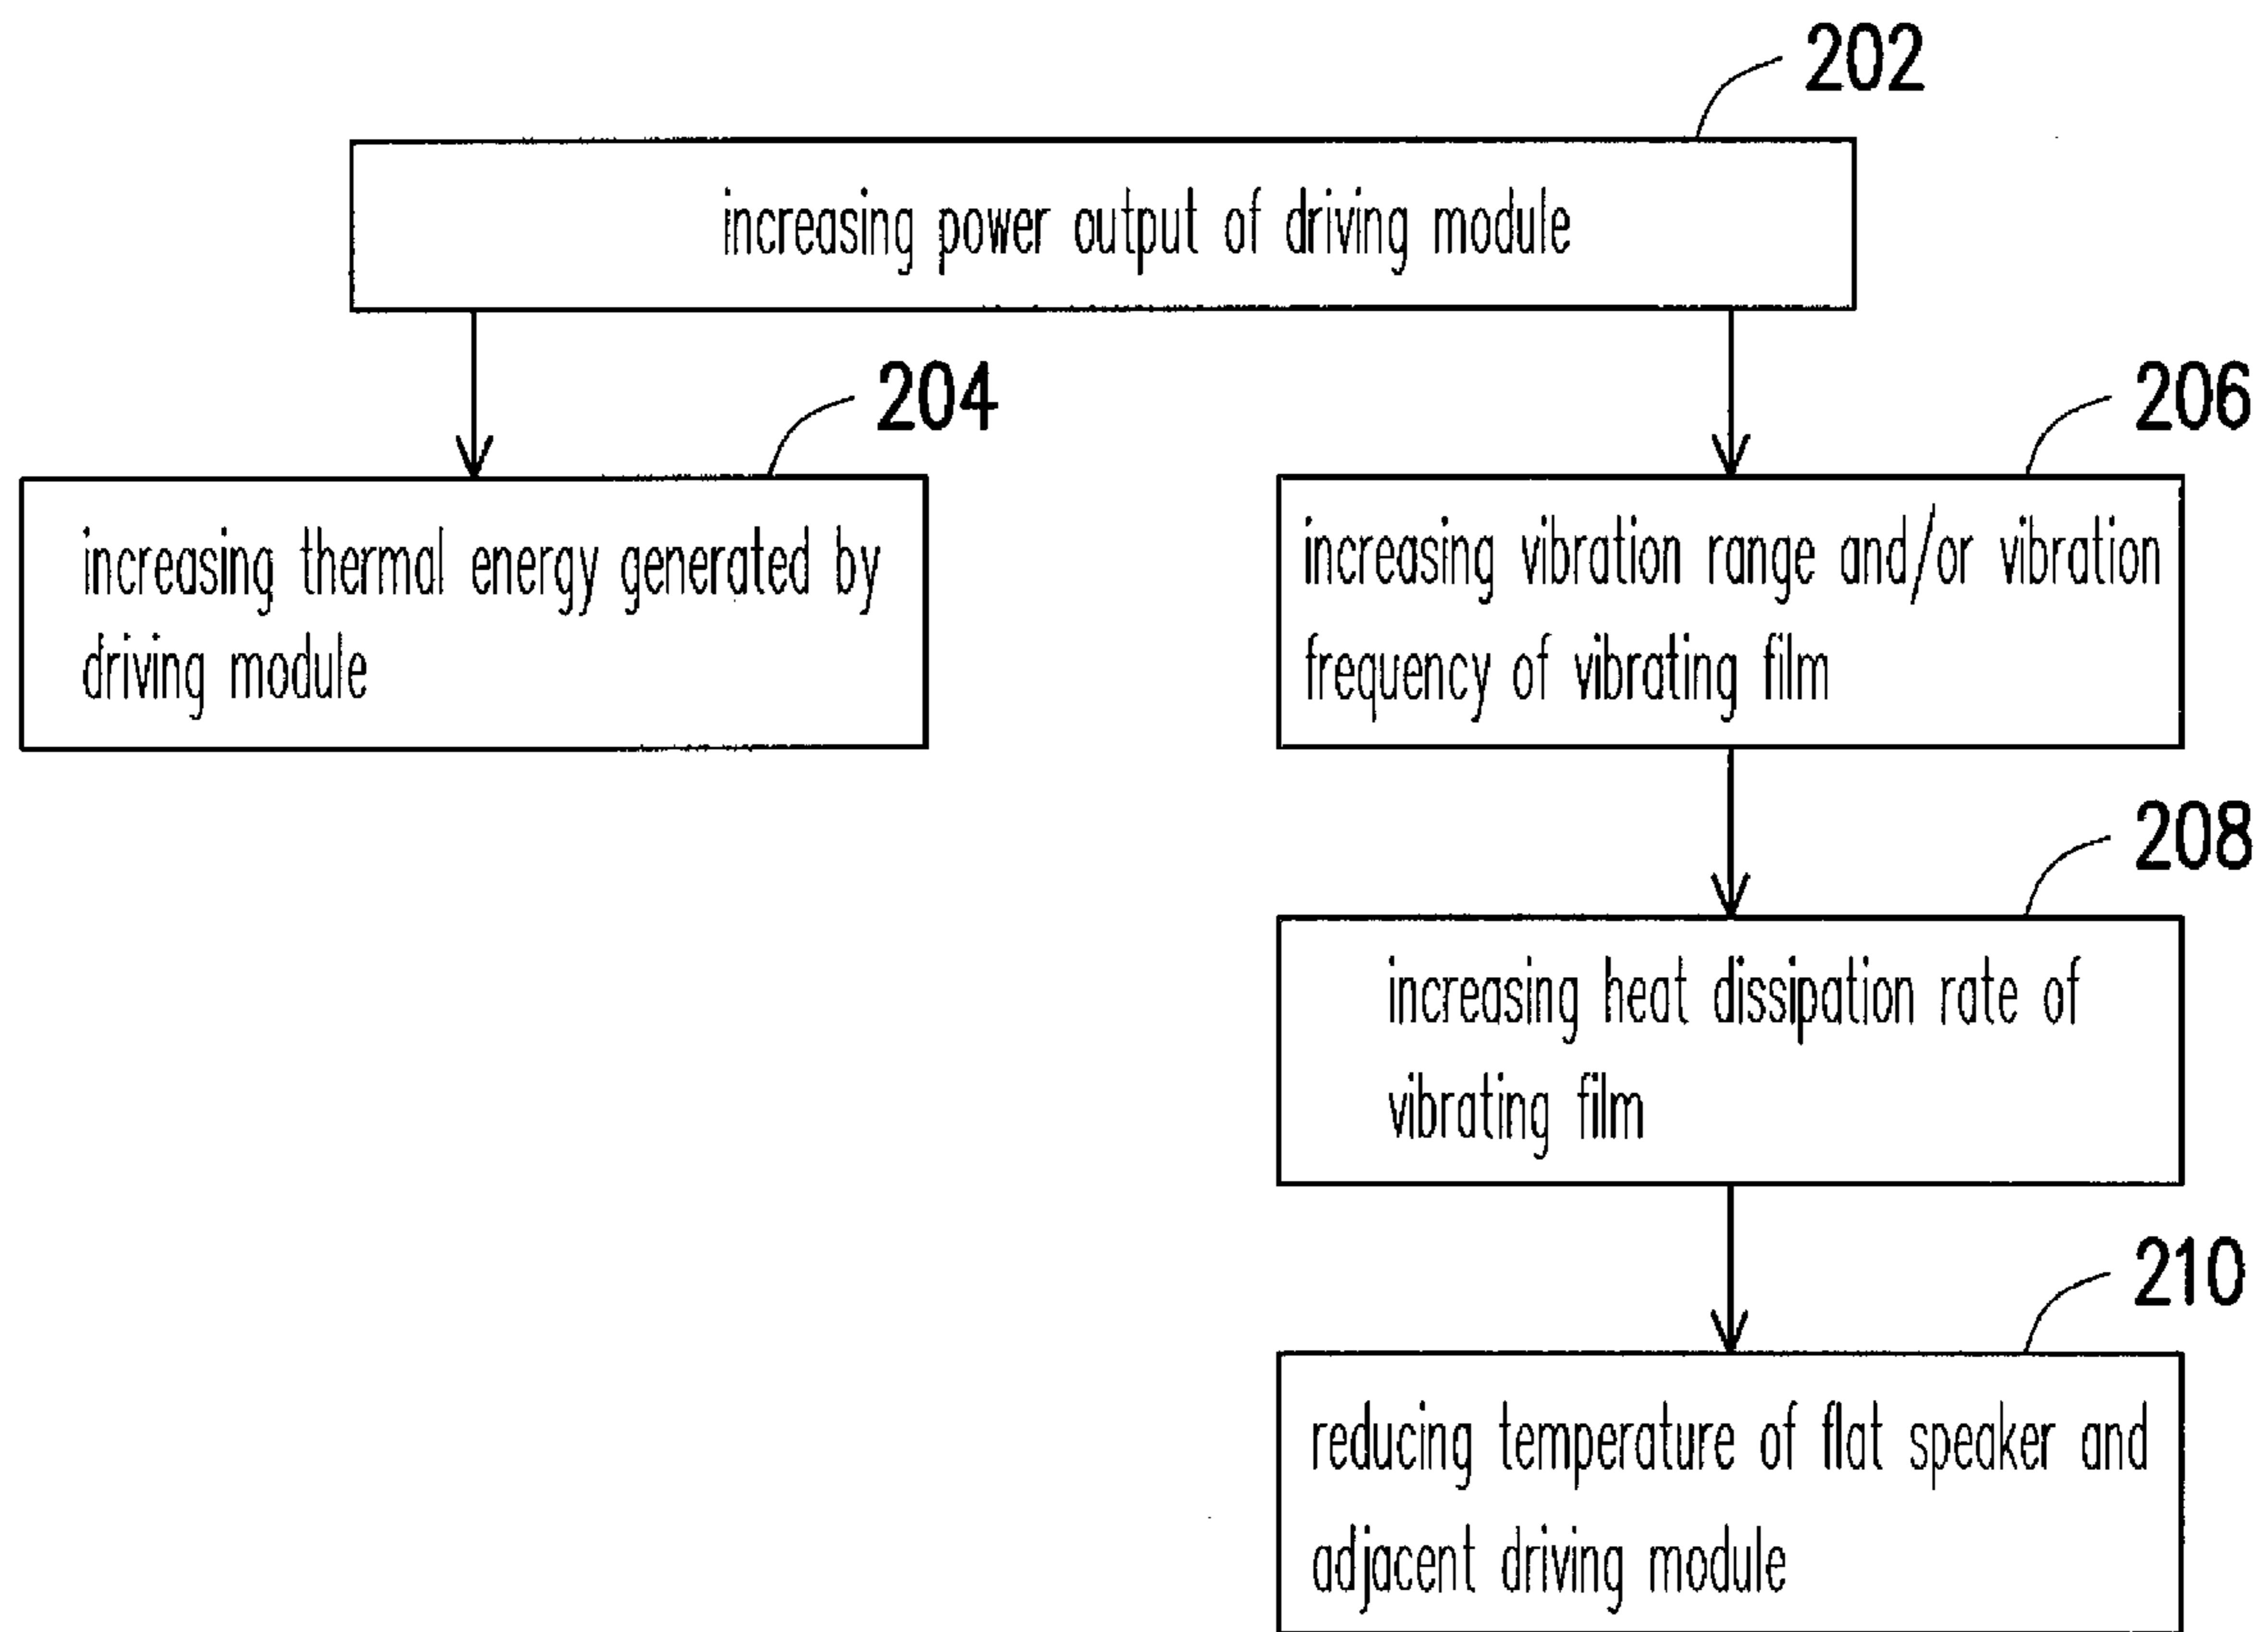 202
increasing power output of driving module
204
increasing thermal energy generated by
driving module
206
increasing vibration range and/or vibration
frequency of vibrating film
208
increasing heat dissipation rate of
vibrating film
210
reducing temperature of flat speaker and
adjacent driving module